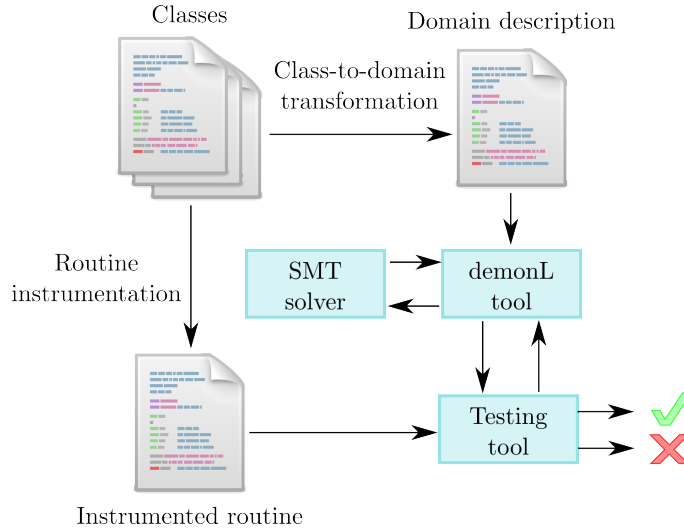 Classes
Domain description
Class-to-domain
transformation
Routine
instrumentation
SMT
solver
demonL
tool
Testing
tool
Instrumented routine